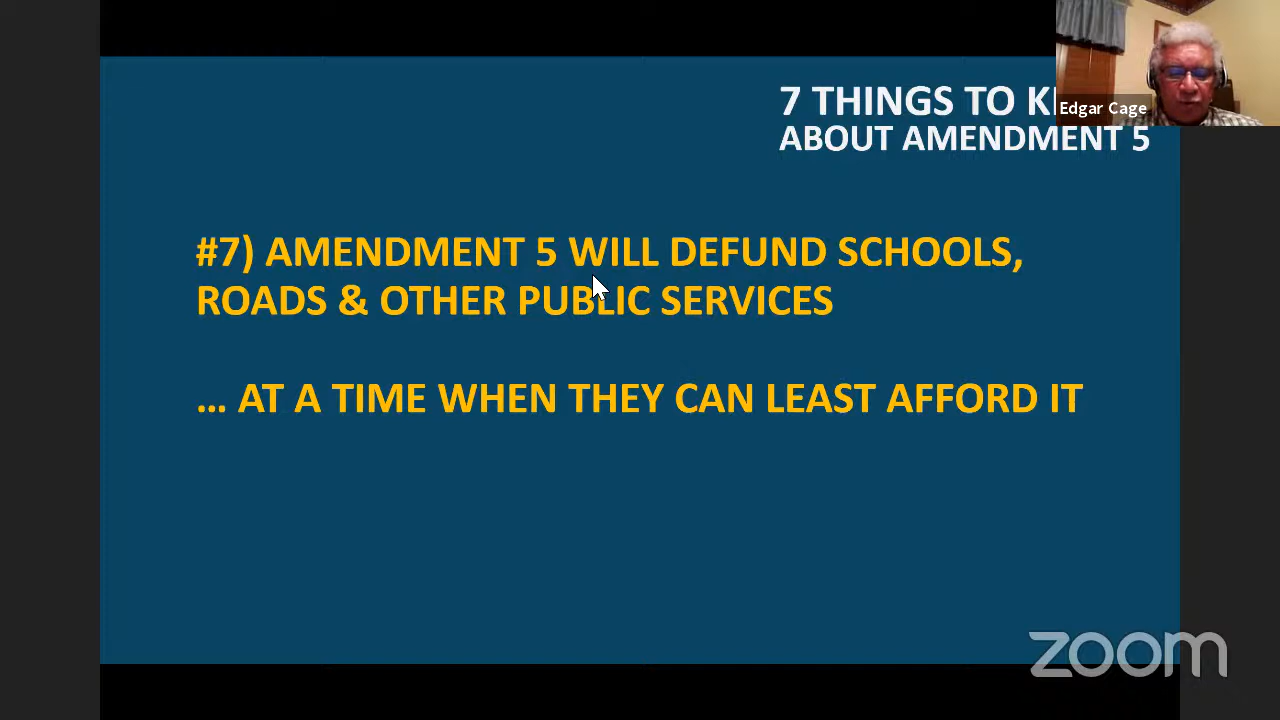 7 THINGS TO
Edgar Cage
ABOUT AMENDMENT 5
#7) AMENDMENT 5 WILL DEFUND SCHOOLS,
ROADS & OTHER PUBLIC SERVICES
... AT A TIME WHEN THEY CAN LEAST AFFORD IT
zoom